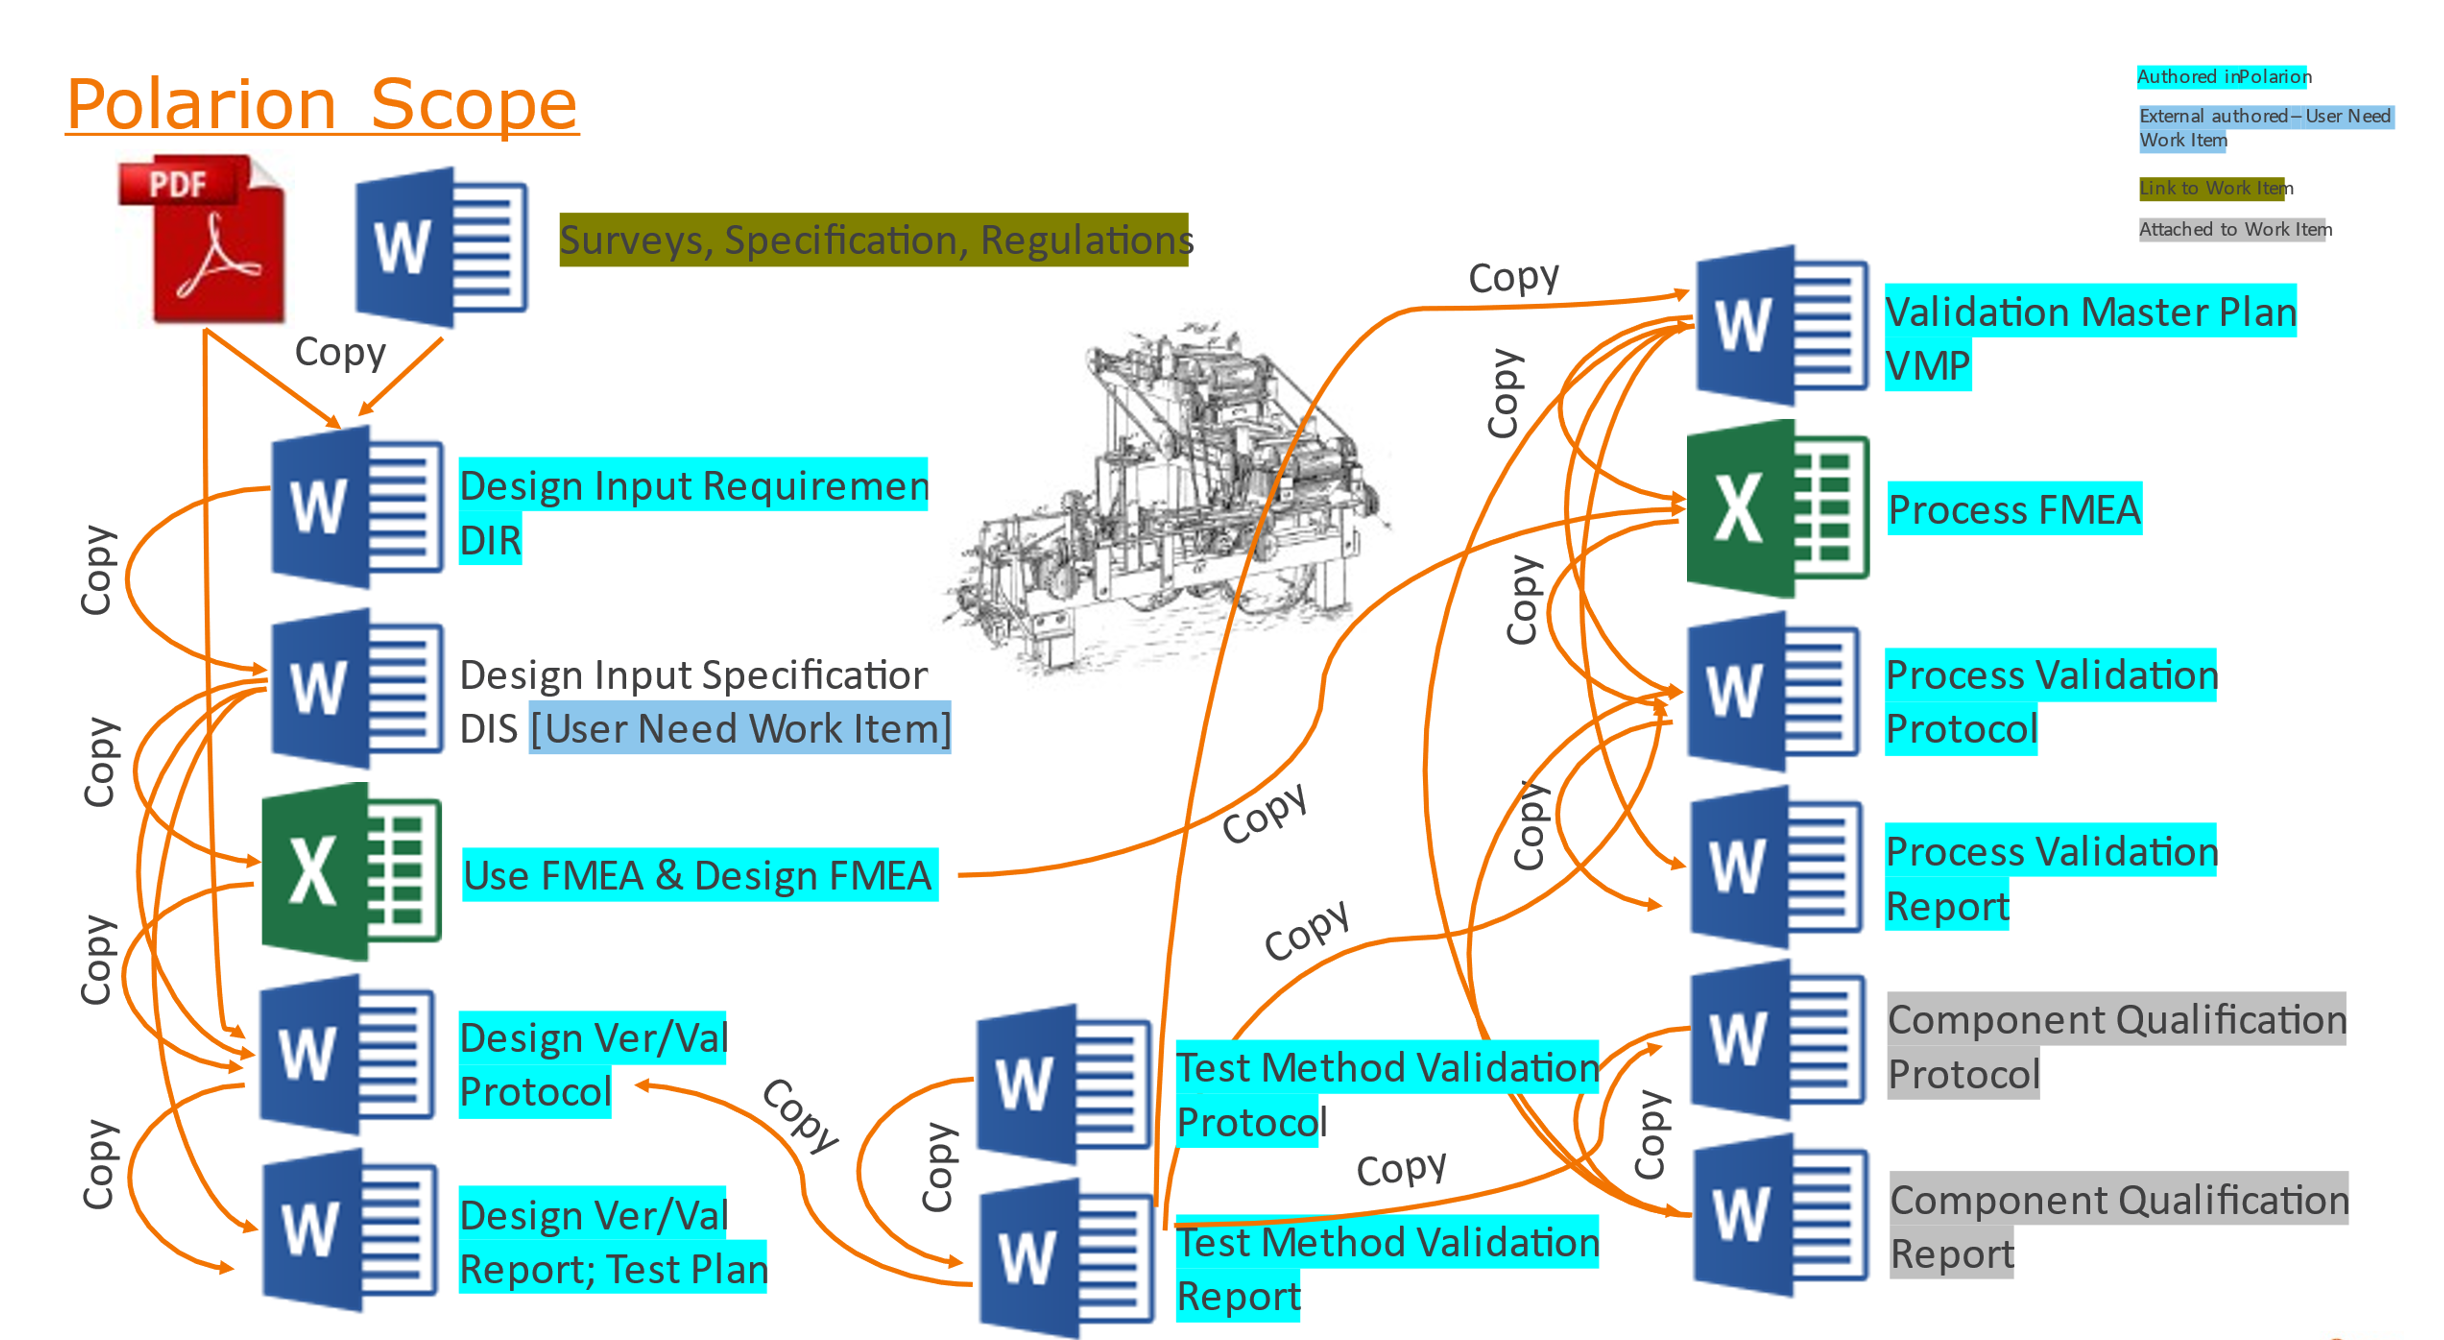 Polarion Scope
Authored inPolarion
External authored–User Need
Work Item
Link to Work Item
Attached to Work Item
PDF
W
Surveys, Specification, Regulations
Copy
W
Design Input Requiremen
DIR
Copy
W
Design Input Specification
DIS [User Need Work Item]
Copy
X
Use FMEA & Design FMEA
Copy
W
Design Ver/Val
Protocol
Copy
W
Design Ver/Val
Report; Test Plan
Fig.1
Copy
W
Test Method Validation
Protocol
Copy
W
Test Method Validation
Report
Copy
Copy
Copy
Copy
W
Validation Master Plan
VMP
Copy
X
Process FMEA
Copy
W
Process Validation
Protocol
Copy
W
Process Validation
Report
W
Component Qualification
Protocol
Copy
W
Component Qualification
Report